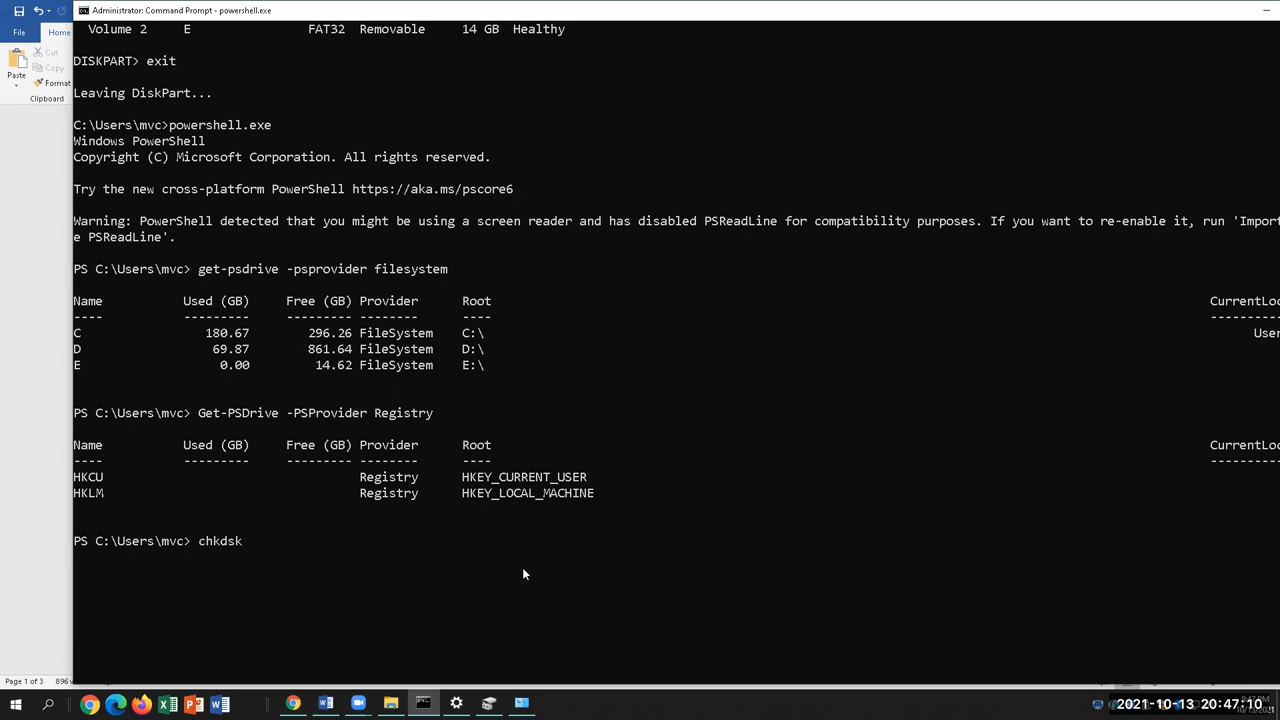 Administrator: Command Prompt - powershell.exe
File
Home
Cut
Copy
Paste
Format
Clipboard
Volume 2     E                FAT32  Removable     14 GB  Healthy
DISKPART> exit
Leaving DiskPart...
C:\Users\mvc>powershell.exe
Windows PowerShell
Copyright (C) Microsoft Corporation. All rights reserved.
Try the new cross-platform PowerShell https://aka.ms/pscore6
Warning: PowerShell detected that you might be using a screen reader and has disabled PSReadLine for compatibility purposes. If you want to re-enable it, run 'Import
e PSReadLine'.
PS C:\Users\mvc> get-psdrive -psprovider filesystem
Name           Used (GB)     Free (GB) Provider      Root                                                                                                   CurrentLoc
----           ---------     --------- --------      ----                                                                                                   ----------
C                 180.67        296.26 FileSystem    C:\                                                                                                          User
D                  69.87        861.64 FileSystem    D:\
E                   0.00         14.62 FileSystem    E:\
PS C:\Users\mvc> Get-PSDrive -PSProvider Registry
Name           Used (GB)     Free (GB) Provider      Root                                                                                                   CurrentLoc
----           ---------     --------- --------      ----                                                                                                   ----------
HKCU                                   Registry      HKEY_CURRENT_USER
HKLM                                   Registry      HKEY_LOCAL_MACHINE
PS C:\Users\mvc> chkdsk
Page 1 of 3
2021-10-13 20:47:10